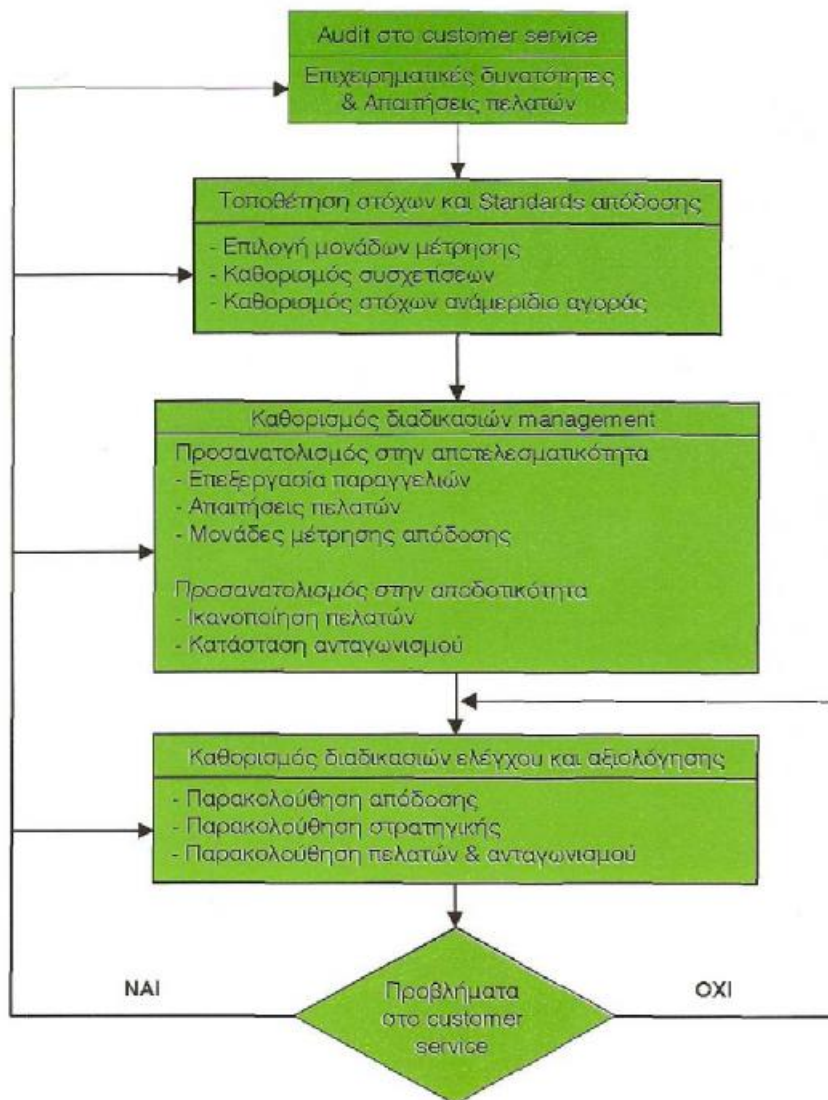 Audit στο customer service
Επιχειρηματικές δυνατότητες
& Απαιτήσεις πελατών
Τοποθέτηση στόχων και Standards απόδοσης
- Επιλογή μονάδων μέτρησης
- Καθορισμός συσχετίσεων
- Καθορισμός στόχων ανάμερίδιο αγοράς
Καθορισμός διαδικασιών management
Προσανατολισμός στην αποτελεσματικότητα
- Επεξεργασία παραγγελιών
- Απαιτήσεις πελατών
- Μονάδες μέτρησης απόδοσης
Προσανατολισμός στην αποδοτικότητα
- Ικανοποίηση πελατών
- Κατάσταση ανταγωνισμού
Καθορισμός διαδικασιών ελέγχου και αξιολόγησης
- Παρακολούθηση απόδοσης
- Παρακολούθηση στρατηγικής
- Παρακολούθηση πελατών & ανταγωνισμού
ΝΑΙ
Προβλήματα
στο customer
service
ΟΧΙ